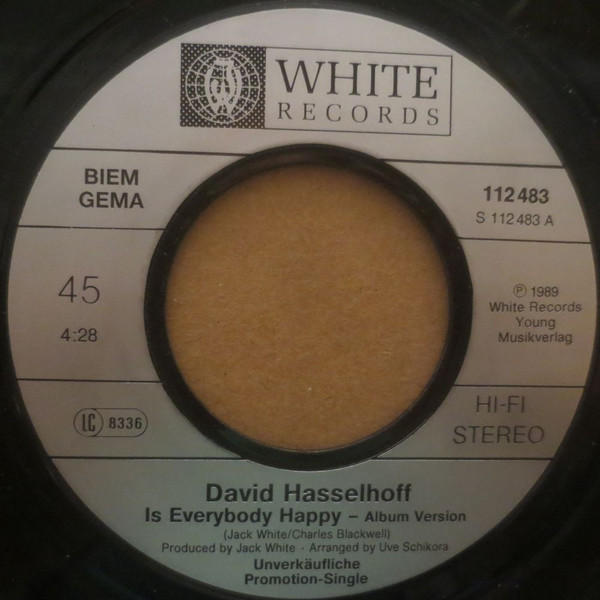 WHITE
RECORDS
BIEM
GEMA
112 483
S 112 483 A
45
4:28
℗ 1989
White Records
Young
Musikverlag
LC 8336
HI-FI
STEREO
David Hasselhoff
Is Everybody Happy – Album Version
(Jack White/Charles Blackwell)
Produced by Jack White · Arranged by Uve Schikora
Unverkäufliche
Promotion-Single